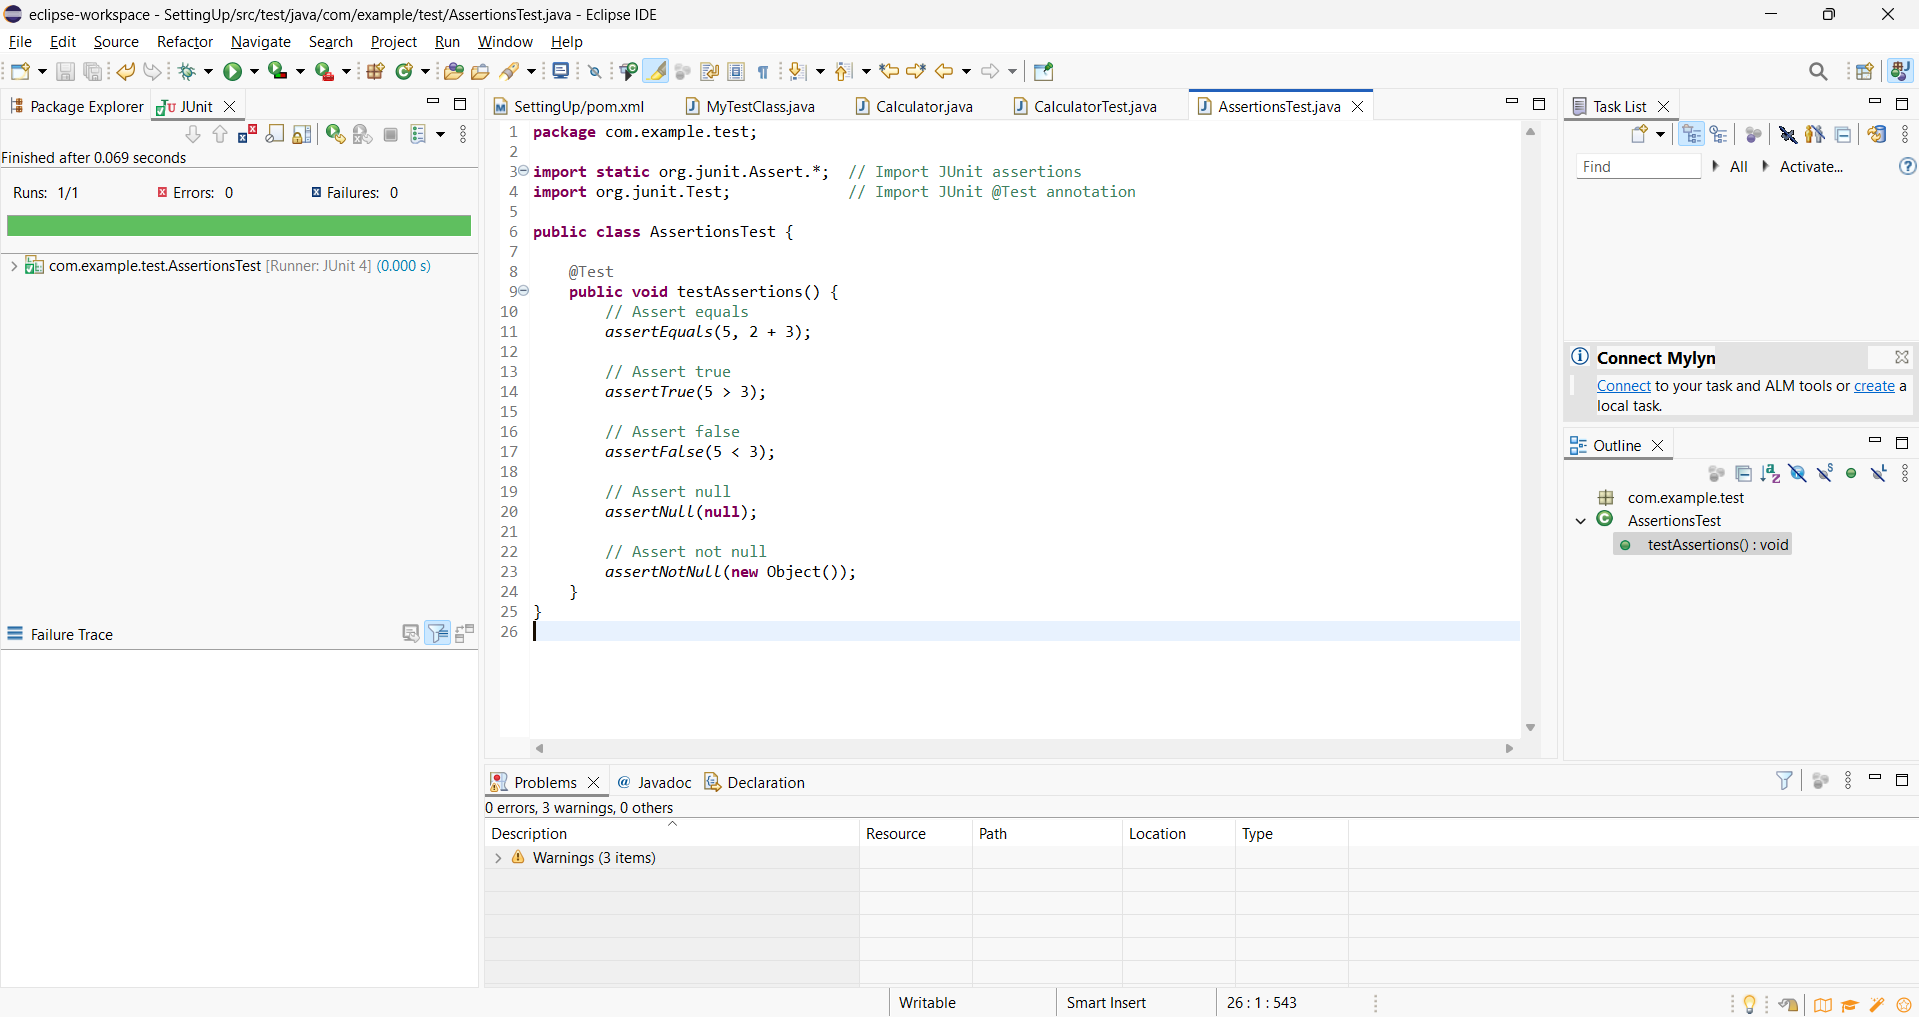 eclipse-workspace - SettingUp/src/test/java/com/example/test/AssertionsTest.java - Eclipse IDE
File Edit Source Refactor Navigate Search Project Run Window Help
Package Explorer JUnit
Finished after 0.069 seconds
Runs: 1/1 Errors: 0 Failures: 0
com.example.test.AssertionsTest [Runner: JUnit 4] (0.000 s)
Failure Trace
SettingUp/pom.xml MyTestClass.java Calculator.java CalculatorTest.java AssertionsTest.java
1 package com.example.test;
2
3 import static org.junit.Assert.*; // Import JUnit assertions
4 import org.junit.Test; // Import JUnit @Test annotation
5
6 public class AssertionsTest {
7
8 @Test
9 public void testAssertions() {
10 // Assert equals
11 assertEquals(5, 2 + 3);
12
13 // Assert true
14 assertTrue(5 > 3);
15
16 // Assert false
17 assertFalse(5 < 3);
18
19 // Assert null
20 assertNull(null);
21
22 // Assert not null
23 assertNotNull(new Object());
24 }
25 }
26
Task List
Find All Activate...
Connect Mylyn
Connect to your task and ALM tools or create a
local task.
Outline
com.example.test
AssertionsTest
testAssertions() : void
Problems @ Javadoc Declaration
0 errors, 3 warnings, 0 others
Description Resource Path Location Type
Warnings (3 items)
Writable Smart Insert 26 : 1 : 543